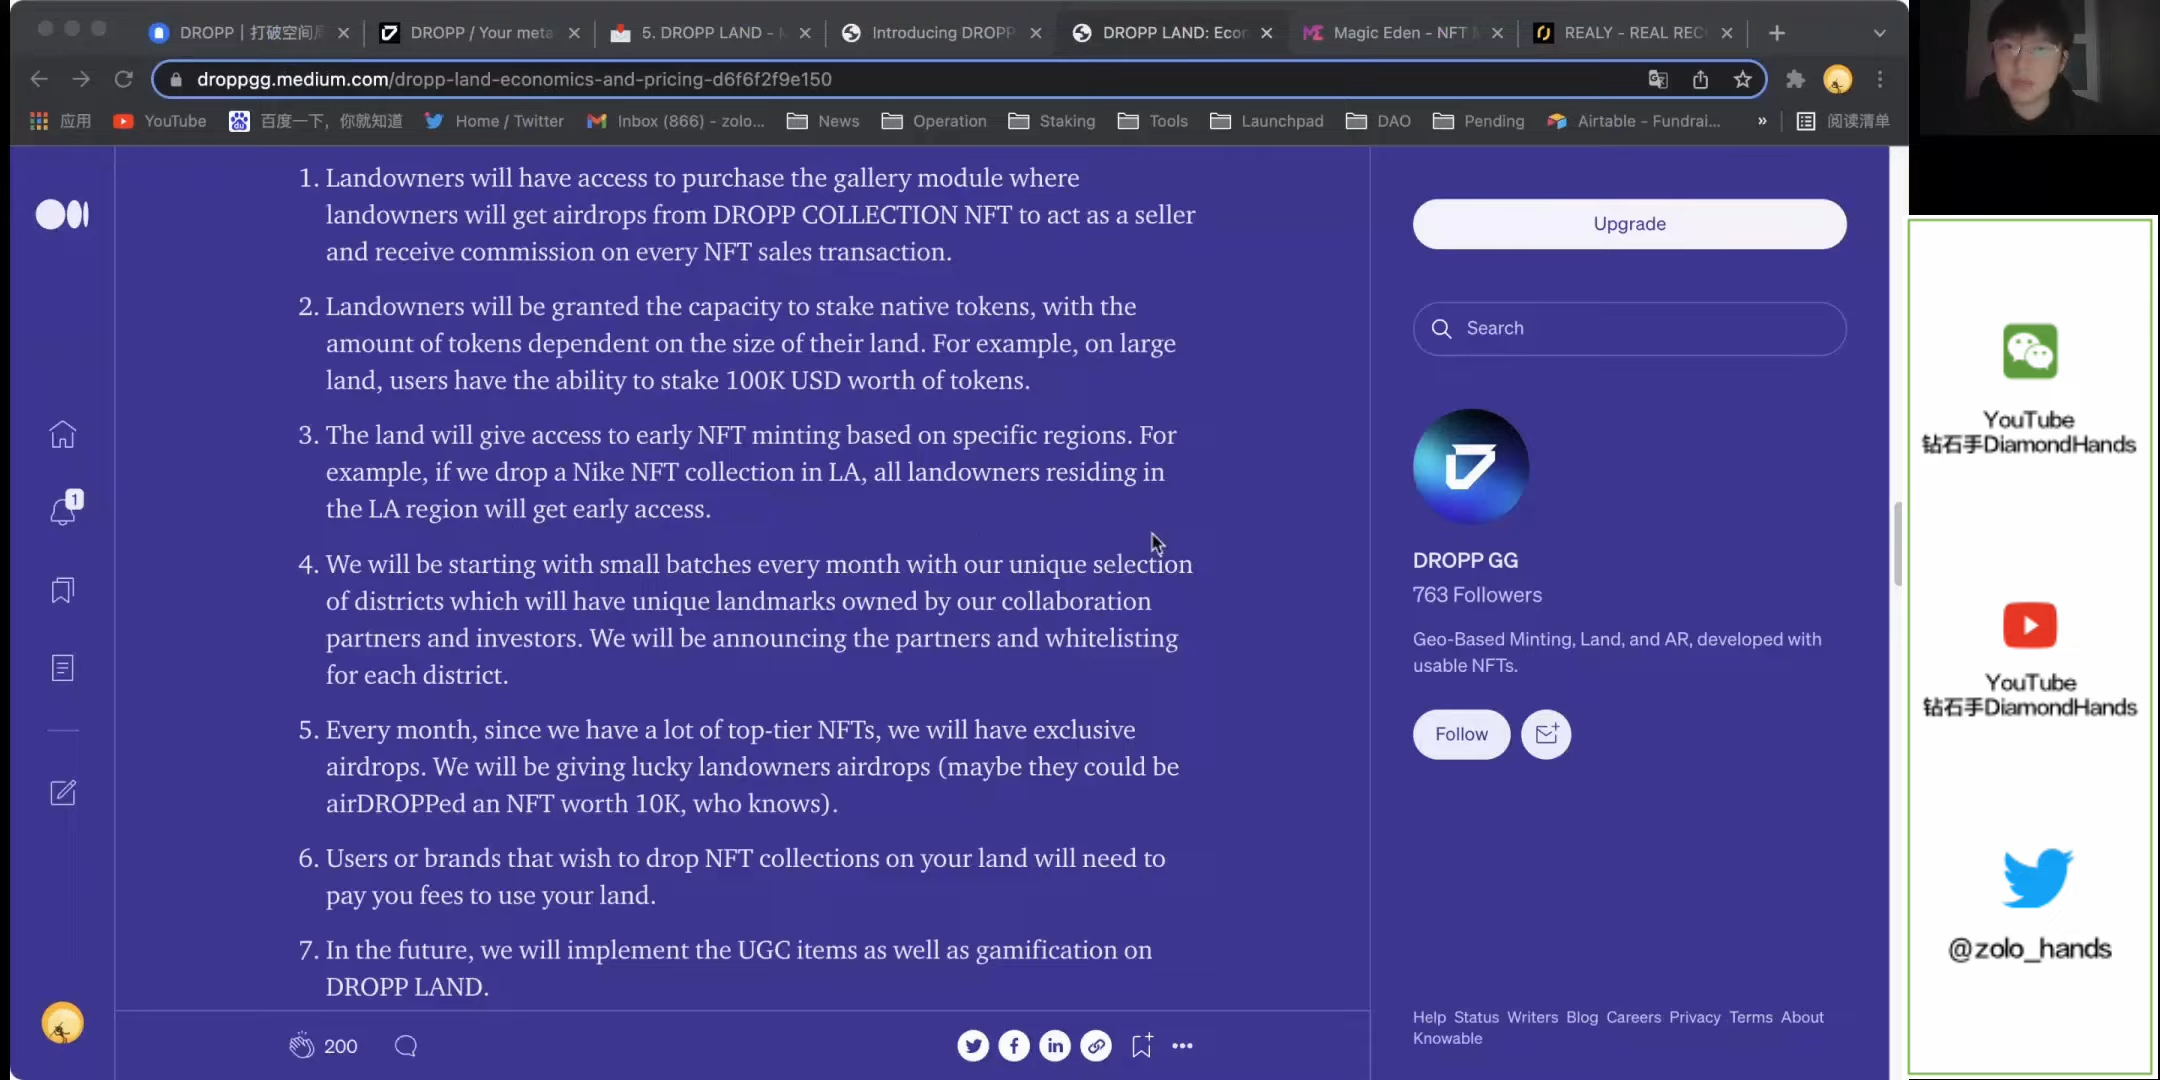 DROPP | 打破空间
DROPP / Your meta
5. DROPP LAND -
Introducing DROPP
DROPP LAND: Econ
Magic Eden - NFT
REALY - REAL REC
droppgg.medium.com/dropp-land-economics-and-pricing-d6f6f2f9e150
应用
YouTube
百度一下，你就知道
Home / Twitter
Inbox (866) - zolo...
News
Operation
Staking
Tools
Launchpad
DAO
Pending
Airtable - Fundrai...
»
阅读清单
1. Landowners will have access to purchase the gallery module where
landowners will get airdrops from DROPP COLLECTION NFT to act as a seller
and receive commission on every NFT sales transaction.
2. Landowners will be granted the capacity to stake native tokens, with the
amount of tokens dependent on the size of their land. For example, on large
land, users have the ability to stake 100K USD worth of tokens.
3. The land will give access to early NFT minting based on specific regions. For
example, if we drop a Nike NFT collection in LA, all landowners residing in
the LA region will get early access.
4. We will be starting with small batches every month with our unique selection
of districts which will have unique landmarks owned by our collaboration
partners and investors. We will be announcing the partners and whitelisting
for each district.
5. Every month, since we have a lot of top-tier NFTs, we will have exclusive
airdrops. We will be giving lucky landowners airdrops (maybe they could be
airDROPPed an NFT worth 10K, who knows).
6. Users or brands that wish to drop NFT collections on your land will need to
pay you fees to use your land.
7. In the future, we will implement the UGC items as well as gamification on
DROPP LAND.
1
200
Upgrade
Search
DROPP GG
763 Followers
Geo-Based Minting, Land, and AR, developed with
usable NFTs.
Follow
Help Status Writers Blog Careers Privacy Terms About
Knowable
YouTube
钻石手DiamondHands
YouTube
钻石手DiamondHands
@zolo_hands